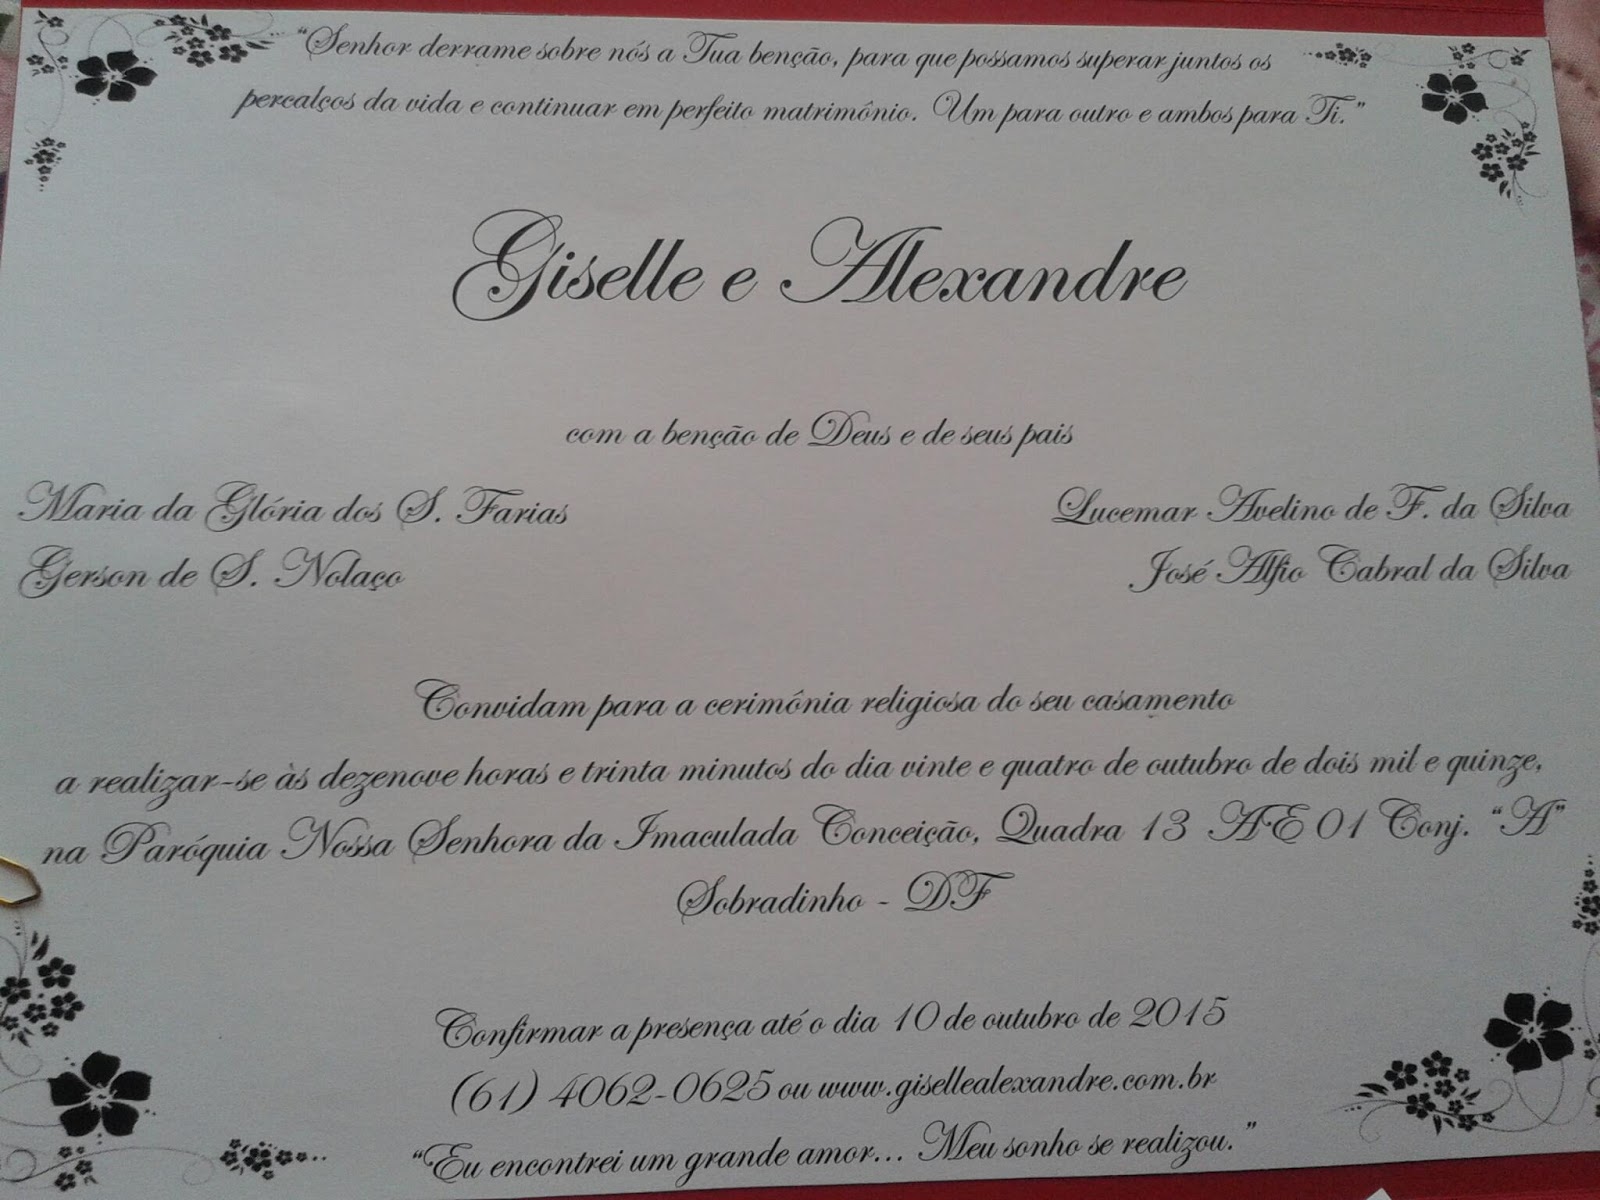 “Senhor derrame sobre nós a Tua benção, para que possamos superar juntos os
percalços da vida e continuar em perfeito matrimônio. Um para outro e ambos para Ti.”
Giselle e Alexandre
com a benção de Deus e de seus pais
Maria da Glória dos S. Farias
Gerson de S. Nolaço
Lucemar Avelino de F. da Silva
José Alfio Cabral da Silva
Convidam para a cerimónia religiosa do seu casamento
a realizar-se às dezenove horas e trinta minutos do dia vinte e quatro de outubro de dois mil e quinze,
na Paróquia Nossa Senhora da Imaculada Conceição, Quadra 13 AE 01 Conj. “A”
Sobradinho - DF
Confirmar a presença até o dia 10 de outubro de 2015
(61) 4062-0625 ou www.gisellealexandre.com.br
“Eu encontrei um grande amor... Meu sonho se realizou.”